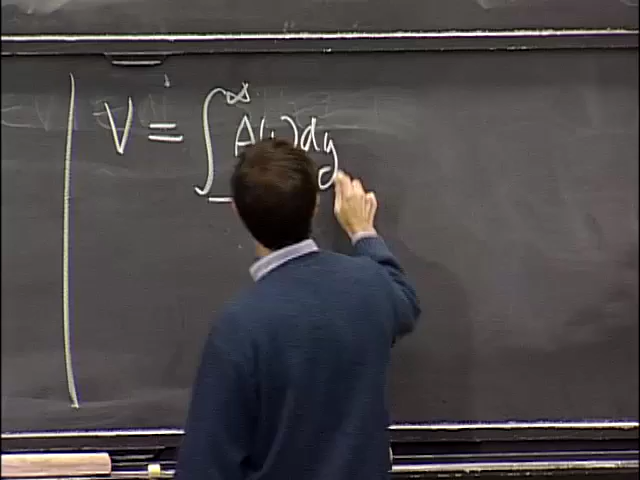 V = ∫_-^∞ A( )dy